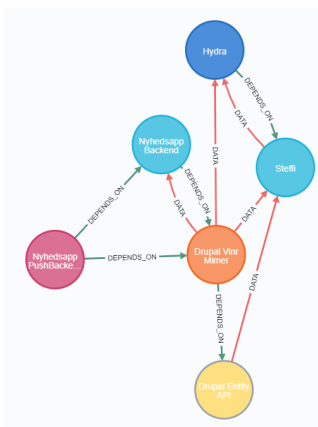 Hydra
DEPENDS_ON
DATA
Nyhedsapp
Backend
Steffi
DATA
DEPENDS_ON
DEPENDS_ON
DATA
DATA
Nyhedsapp
PushBacke...
DEPENDS_ON
Drupal Vinr
Mimer
DEPENDS_ON
DATA
Drupal Entity
API